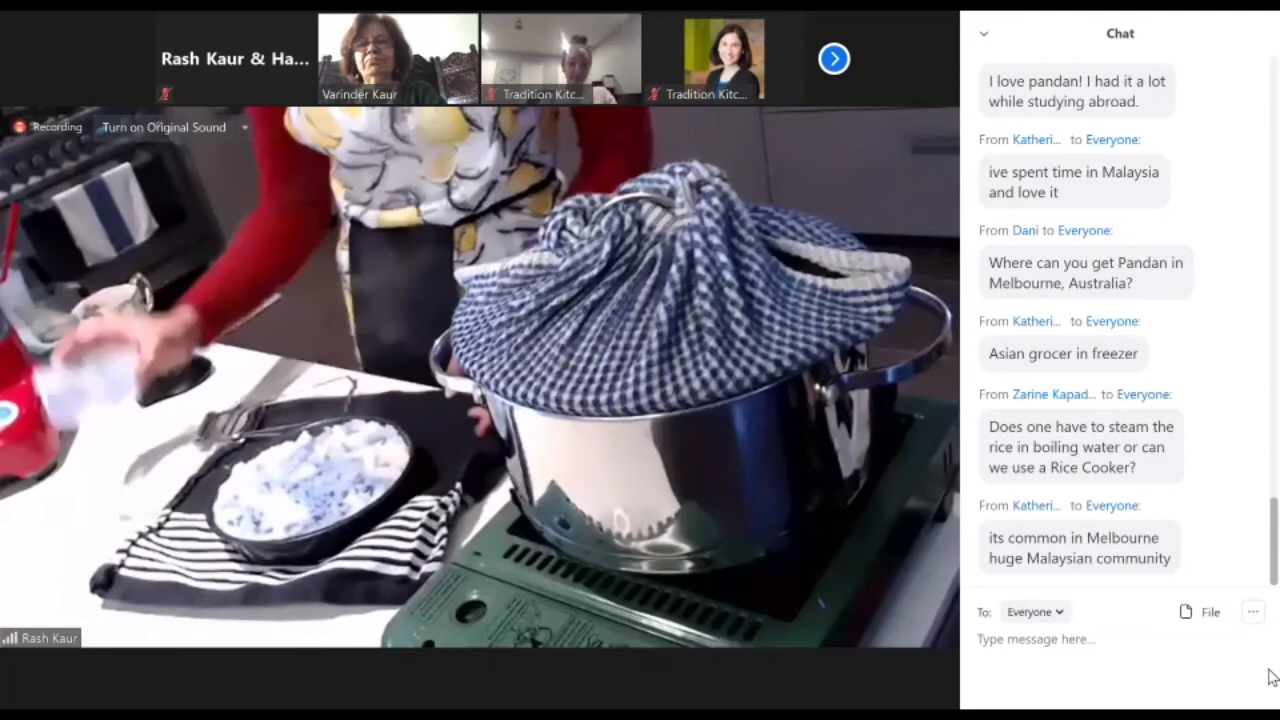 Rash Kaur & Ha...
Varinder Kaur
Tradition Kitc...
Tradition Kitc...
Recording
Turn on Original Sound
Rash Kaur
Chat
I love pandan! I had it a lot
while studying abroad.
From Katheri... to Everyone:
ive spent time in Malaysia
and love it
From Dani to Everyone:
Where can you get Pandan in
Melbourne, Australia?
From Katheri... to Everyone:
Asian grocer in freezer
From Zarine Kapad... to Everyone:
Does one have to steam the
rice in boiling water or can
we use a Rice Cooker?
From Katheri... to Everyone:
its common in Melbourne
huge Malaysian community
To: Everyone File ...
Type message here...